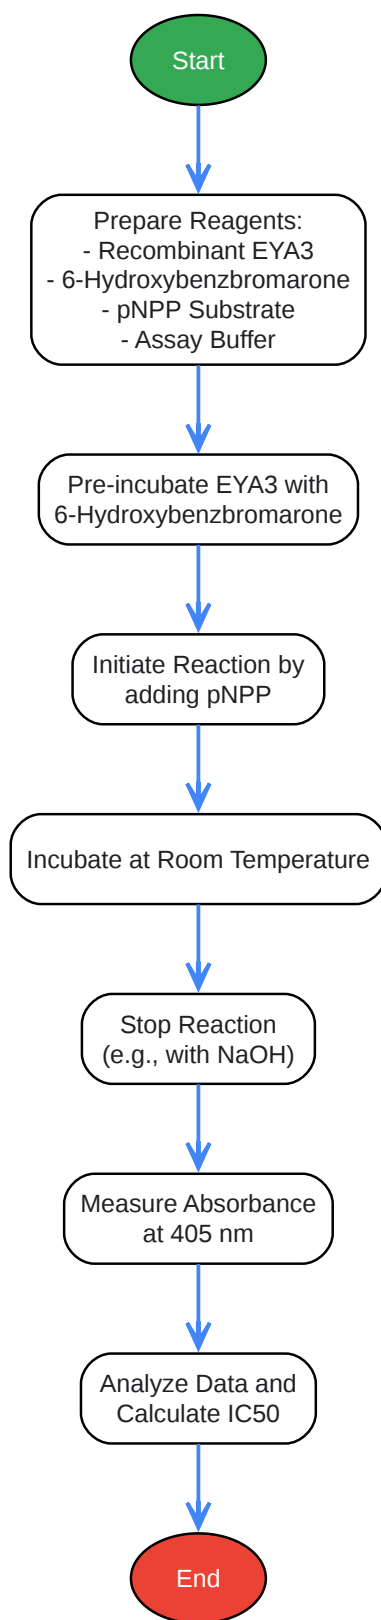 Start
Prepare Reagents:
- Recombinant EYA3
- 6-Hydroxybenzbromarone
- pNPP Substrate
- Assay Buffer
Pre-incubate EYA3 with
6-Hydroxybenzbromarone
Initiate Reaction by
adding pNPP
Incubate at Room Temperature
Stop Reaction
(e.g., with NaOH)
Measure Absorbance
at 405 nm
Analyze Data and
Calculate IC50
End